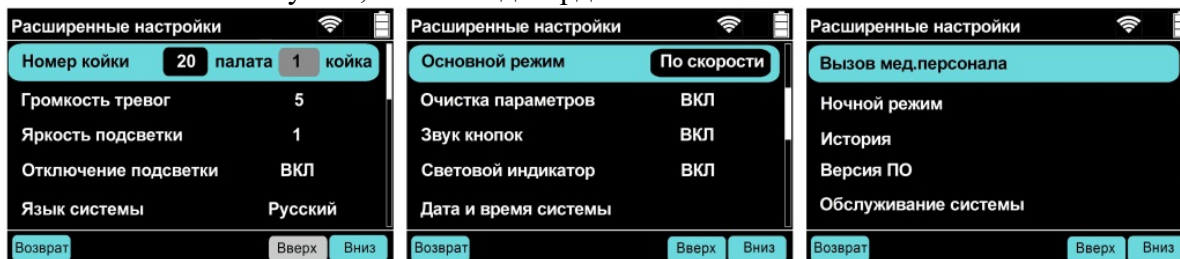 Расширенные настройки
Номер койки 20 палата 1 койка
Громкость тревог 5
Яркость подсветки 1
Отключение подсветки ВКЛ
Язык системы Русский
Возврат Вверх Вниз
Расширенные настройки
Основной режим По скорости
Очистка параметров ВКЛ
Звук кнопок ВКЛ
Световой индикатор ВКЛ
Дата и время системы
Возврат Вверх Вниз
Расширенные настройки
Вызов мед.персонала
Ночной режим
История
Версия ПО
Обслуживание системы
Возврат Вверх Вниз